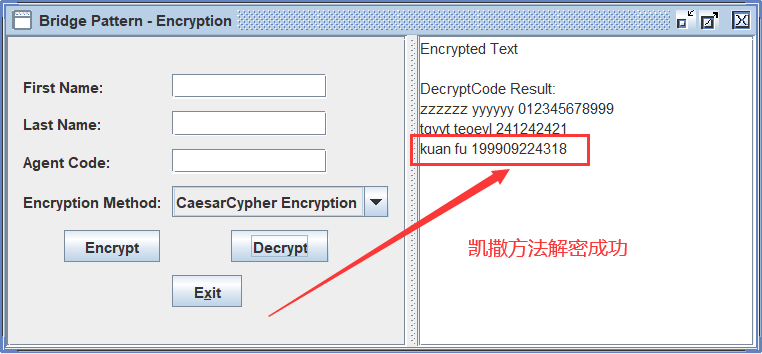 Bridge Pattern - Encryption
First Name:
Last Name:
Agent Code:
Encryption Method:
CaesarCypher Encryption
Encrypt
Decrypt
Exit
Encrypted Text
DecryptCode Result:
zzzzzz yyyyyy 012345678999
tgvvt teoeyl 241242421
kuan fu 199909224318
凯撒方法解密成功